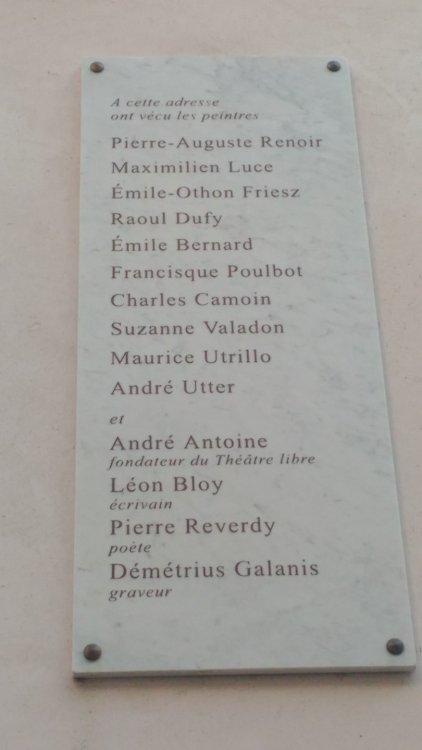 A cette adresse
ont vécu les peintres
Pierre-Auguste Renoir
Maximilien Luce
Émile-Othon Friesz
Raoul Dufy
Émile Bernard
Francisque Poulbot
Charles Camoin
Suzanne Valadon
Maurice Utrillo
André Utter
et
André Antoine
fondateur du Théâtre libre
Léon Bloy
écrivain
Pierre Reverdy
poète
Démétrius Galanis
graveur